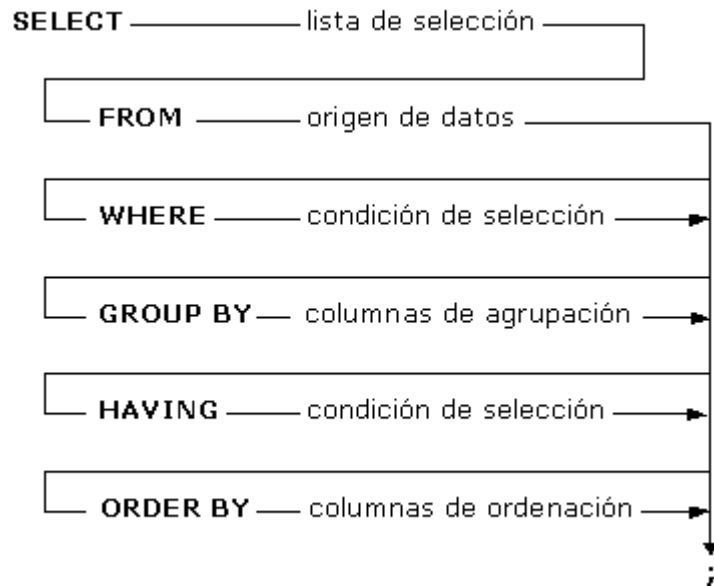 SELECT lista de selección
FROM origen de datos
WHERE condición de selección
GROUP BY columnas de agrupación
HAVING condición de selección
ORDER BY columnas de ordenación
;